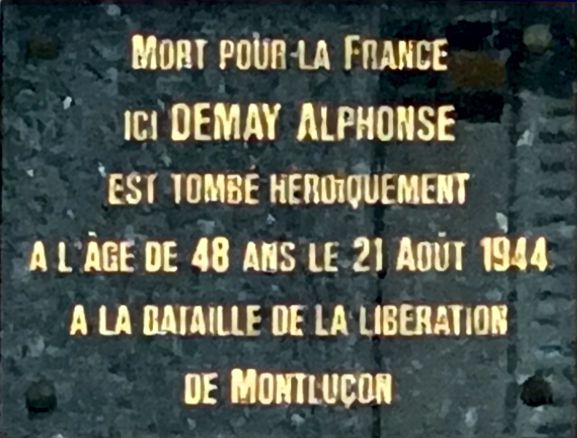 MORT POUR LA FRANCE
ICI DEMAY ALPHONSE
EST TOMBÉ HÉROÏQUEMENT
A L'ÂGE DE 48 ANS LE 21 AOÛT 1944
A LA BATAILLE DE LA LIBÉRATION
DE MONTLUÇON